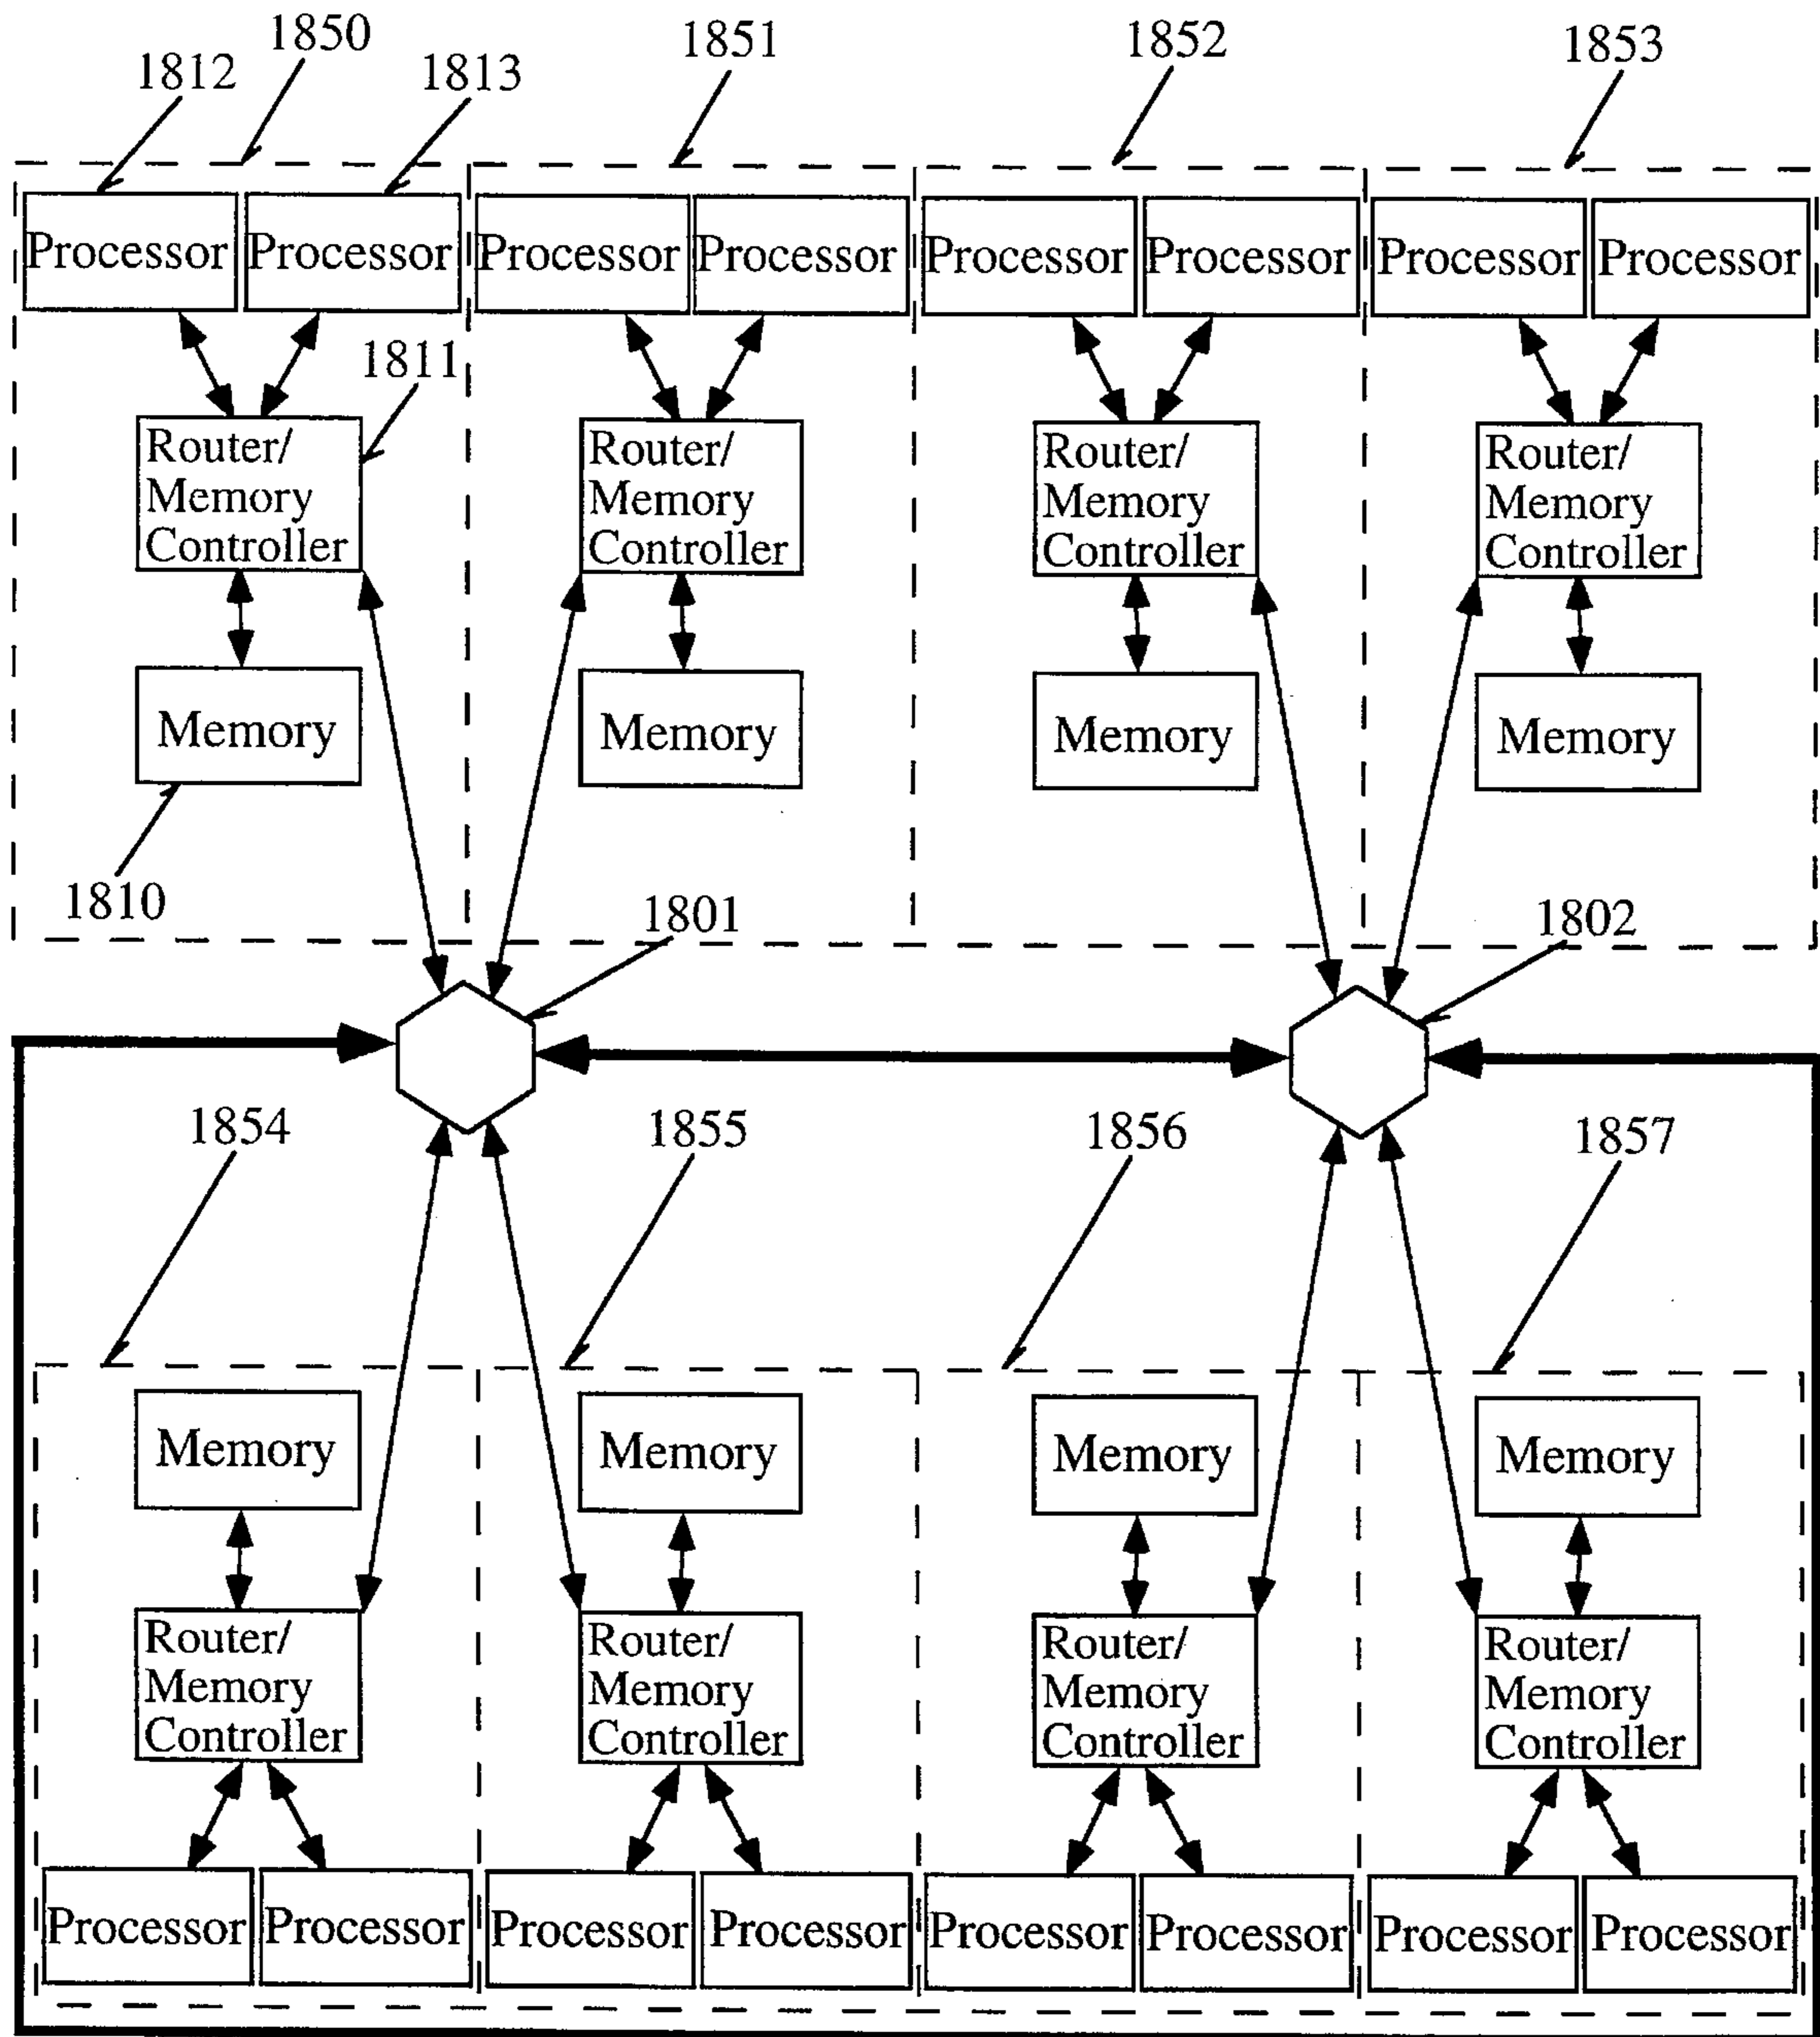 1850
1851
1852
1853
1812
1813
Processor
Processor
Processor
Processor
Processor
Processor
Processor
Processor
1811
Router/
Memory
Controller
Router/
Memory
Controller
Router/
Memory
Controller
Router/
Memory
Controller
Memory
Memory
Memory
Memory
1810
1801
1802
1854
1855
1856
1857
Memory
Memory
Memory
Memory
Router/
Memory
Controller
Router/
Memory
Controller
Router/
Memory
Controller
Router/
Memory
Controller
Processor
Processor
Processor
Processor
Processor
Processor
Processor
Processor